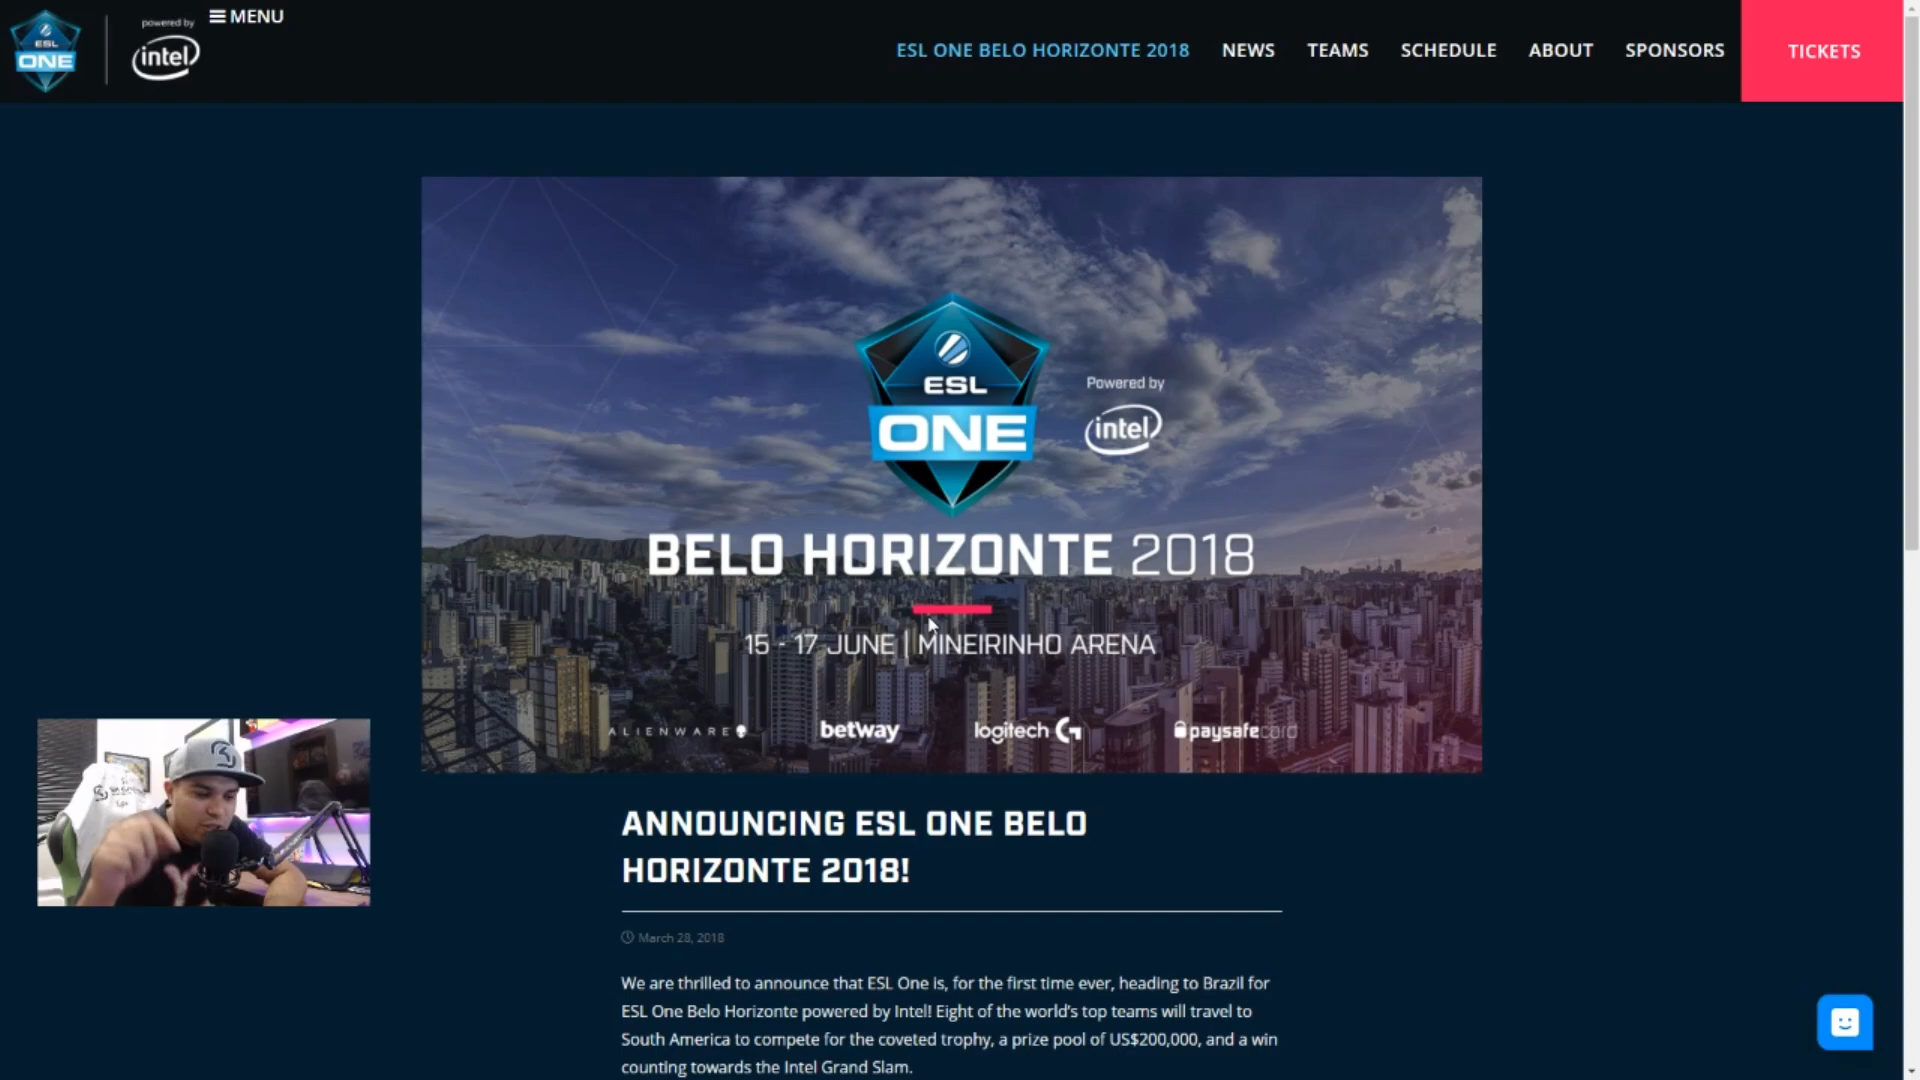 ESL
ONE
powered by
intel
MENU
ESL ONE BELO HORIZONTE 2018
NEWS
TEAMS
SCHEDULE
ABOUT
SPONSORS
TICKETS
ESL
ONE
Powered by
intel
BELO HORIZONTE 2018
15 - 17 JUNE | MINEIRINHO ARENA
ALIENWARE
betway
logitech G
paysafecard
ANNOUNCING ESL ONE BELO
HORIZONTE 2018!
March 28, 2018
We are thrilled to announce that ESL One is, for the first time ever, heading to Brazil for
ESL One Belo Horizonte powered by Intel! Eight of the world's top teams will travel to
South America to compete for the coveted trophy, a prize pool of US$200,000, and a win
counting towards the Intel Grand Slam.